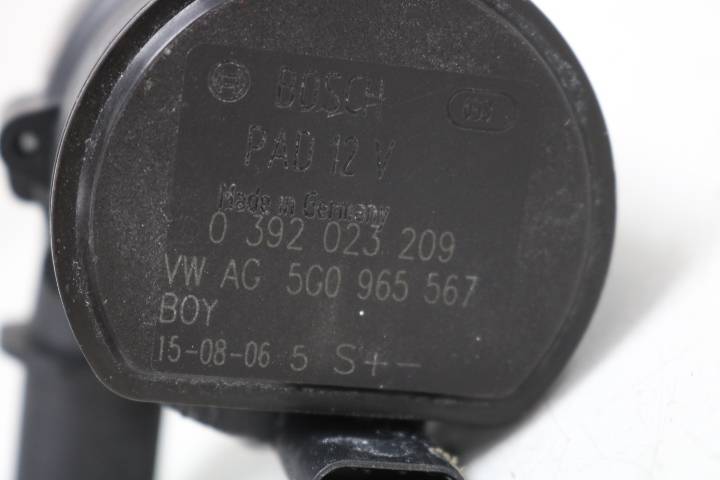 BOSCH
PAD 12 V
Made in Germany
0 392 023 209
VW AG 5G0 965 567
BOY
15-08-06 5 S+-